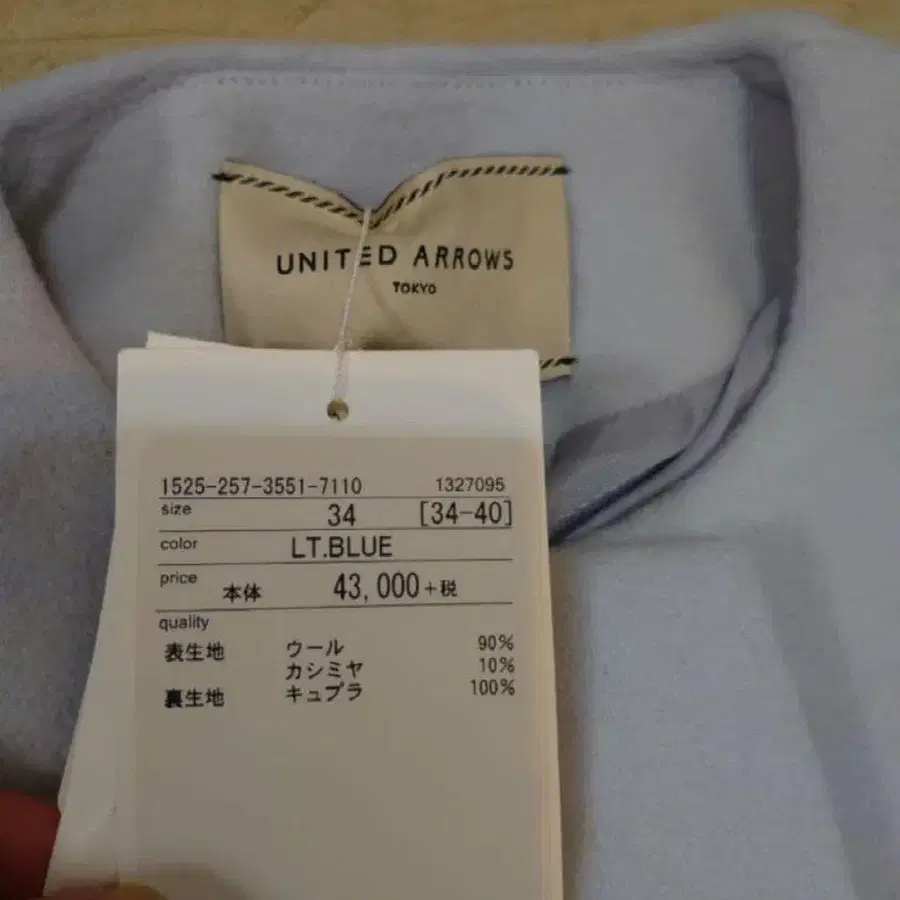 UNITED ARROWS
TOKYO
1525-257-3551-7110 1327095
size 34 [34-40]
color LT.BLUE
price 本体 43,000+税
quality
表生地 ウール 90%
カシミヤ 10%
裏生地 キュプラ 100%